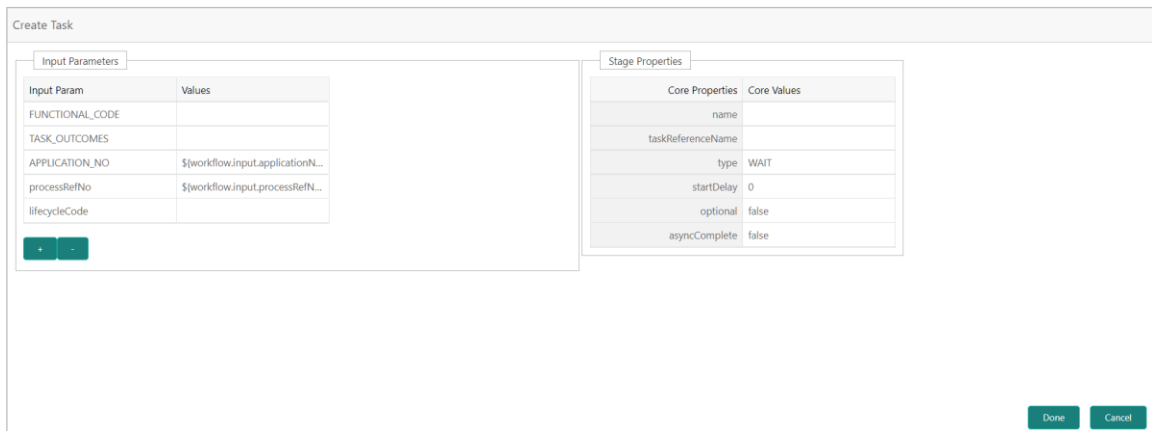 Create Task
Input Parameters
Input Param Values
FUNCTIONAL_CODE
TASK_OUTCOMES
APPLICATION_NO ${workflow.input.applicationN...
processRefNo ${workflow.input.processRefN...
lifecycleCode
+ -
Stage Properties
Core Properties Core Values
name
taskReferenceName
type WAIT
startDelay 0
optional false
asyncComplete false
Done Cancel